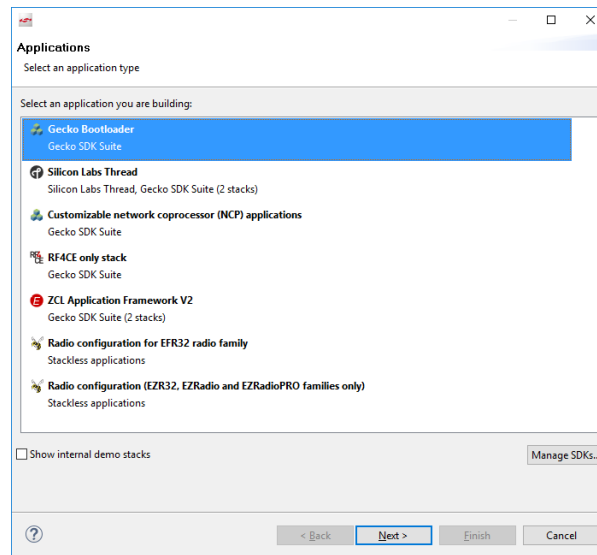 Applications
Select an application type
Select an application you are building:
Gecko Bootloader
Gecko SDK Suite
Silicon Labs Thread
Silicon Labs Thread, Gecko SDK Suite (2 stacks)
Customizable network coprocessor (NCP) applications
Gecko SDK Suite
RF4CE only stack
Gecko SDK Suite
ZCL Application Framework V2
Gecko SDK Suite (2 stacks)
Radio configuration for EFR32 radio family
Stackless applications
Radio configuration (EZR32, EZRadio and EZRadioPRO families only)
Stackless applications
Show internal demo stacks
Manage SDKs..
? < Back Next > Finish Cancel